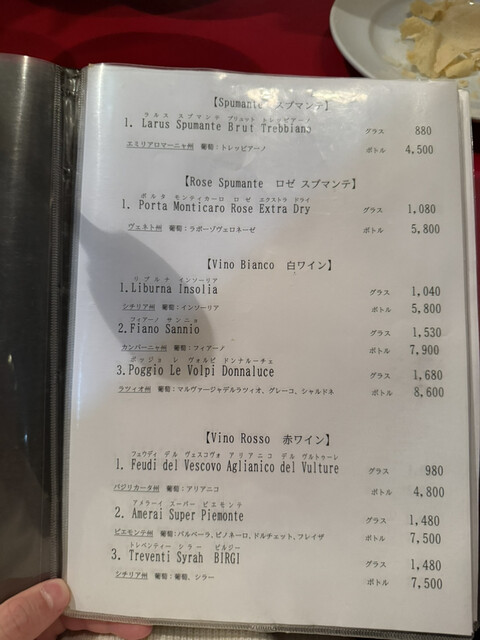 【Spumante スプマンテ】
ラルス スプマンテ ブリュット トレッビアーノ
1. Larus Spumante Brut Trebbiano グラス 880
エミリアロマーニャ州 葡萄：トレッビアーノ ボトル 4,500
【Rose Spumante ロゼ スプマンテ】
ポルタ モンティカーロ ロゼ エクストラ ドライ
1. Porta Monticaro Rose Extra Dry グラス 1,080
ヴェネト州 葡萄：ラボーゾヴェロネーゼ ボトル 5,800
【Vino Bianco 白ワイン】
リブルナ インソーリア
1.Liburna Insolia グラス 1,040
シチリア州 葡萄：インソーリア ボトル 5,800
フィアーノ サンニョ
2.Fiano Sannio グラス 1,530
カンパーニャ州 葡萄：フィアーノ ボトル 7,900
ポッジョ レ ヴォルピ ドンナルーチェ
3.Poggio Le Volpi Donnaluce グラス 1,680
ラツィオ州 葡萄：マルヴァージャデルラツィオ、グレーコ、シャルドネ ボトル 8,600
【Vino Rosso 赤ワイン】
フェウディ デル ヴェスコヴォ アリアニコ デル ヴルトゥーレ
1. Feudi del Vescovo Aglianico del Vulture グラス 980
バジリカータ州 葡萄：アリアニコ ボトル 4,800
アメラーイ スーパー ピエモンテ
2. Amerai Super Piemonte グラス 1,480
ピエモンテ州 葡萄：バルベーラ、ピノネーロ、ドルチェット、フレイザ ボトル 7,500
トレベンティー シラー ビルジー
3. Treventi Syrah BIRGI グラス 1,480
シチリア州 葡萄：葡萄、シラー ボトル 7,500